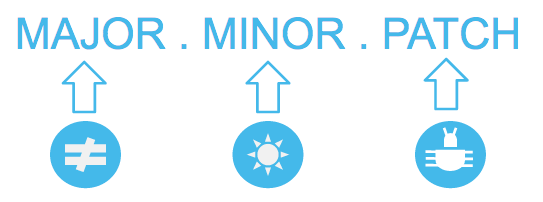 MAJOR . MINOR . PATCH